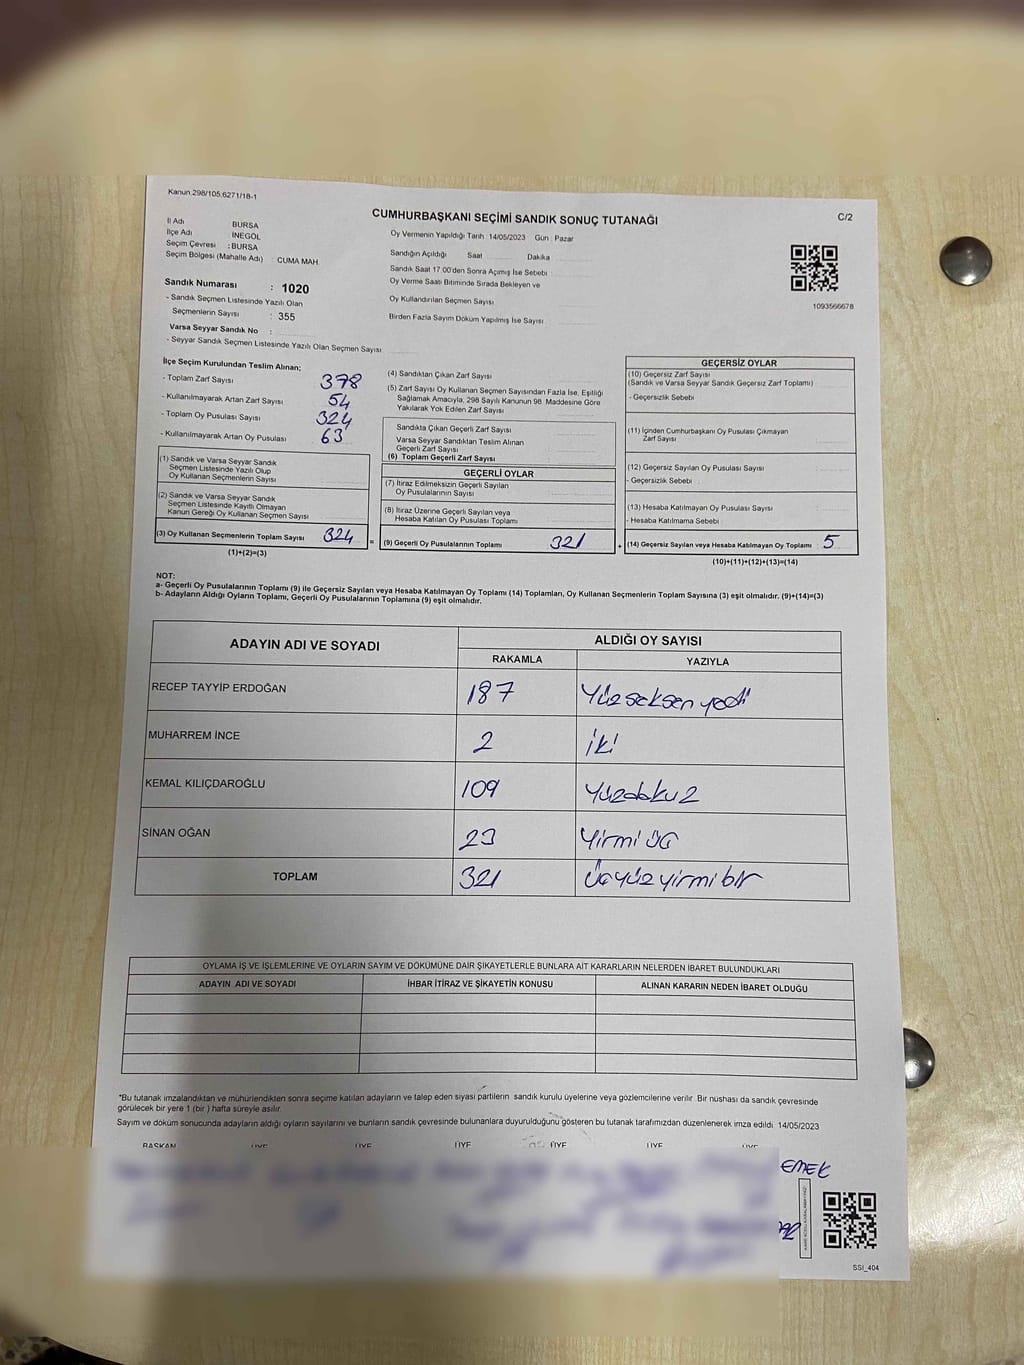 Kanun.298/105.6271/18-1
CUMHURBAŞKANI SEÇİMİ SANDIK SONUÇ TUTANAĞI
C/2
İl Adı BURSA
İlçe Adı İNEGÖL
Seçim Çevresi : BURSA
Seçim Bölgesi (Mahalle Adı) : CUMA MAH.
Oy Vermenin Yapıldığı Tarih :14/05/2023 Gün : Pazar
Sandığın Açıldığı Saat Dakika
Sandık Saat 17.00'den Sonra Açımış İse Sebebi :
Oy Verme Saati Bitiminde Sırada Bekleyen ve
Oy Kullandırılan Seçmen Sayısı
Birden Fazla Sayım Döküm Yapılmış İse Sayısı
1093566678
Sandık Numarası : 1020
- Sandık Seçmen Listesinde Yazılı Olan
Seçmenlerin Sayısı : 355
Varsa Seyyar Sandık No :
- Seyyar Sandık Seçmen Listesinde Yazılı Olan Seçmen Sayısı
İlçe Seçim Kurulundan Teslim Alınan;
- Toplam Zarf Sayısı 378
- Kullanılmayarak Artan Zarf Sayısı 54
- Toplam Oy Pusulası Sayısı 324
- Kullanılmayarak Artan Oy Pusulası 63
(1) Sandık ve Varsa Seyyar Sandık
Seçmen Listesinde Yazılı Olup
Oy Kullanan Seçmenlerin Sayısı
(2) Sandık ve Varsa Seyyar Sandık
Seçmen Listesinde Kayıtlı Olmayan
Kanun Gereği Oy Kullanan Seçmen Sayısı
(3) Oy Kullanan Seçmenlerin Toplam Sayısı 324
(1)+(2)=(3)
=
(4) Sandıktan Çıkan Zarf Sayısı
(5) Zarf Sayısı Oy Kullanan Seçmen Sayısından Fazla İse, Eşitliği
Sağlamak Amacıyla, 298 Sayılı Kanunun 98. Maddesine Göre
Yakılarak Yok Edilen Zarf Sayısı
Sandıkta Çıkan Geçerli Zarf Sayısı
Varsa Seyyar Sandıktan Teslim Alınan
Geçerli Zarf Sayısı
(6) Toplam Geçerli Zarf Sayısı
GEÇERLİ OYLAR
(7) İtiraz Edilmeksizin Geçerli Sayılan
Oy Pusulalarının Sayısı
(8) İtiraz Üzerine Geçerli Sayılan veya
Hesaba Katılan Oy Pusulası Toplamı
(9) Geçerli Oy Pusulalarının Toplamı 321
+
GEÇERSİZ OYLAR
(10) Geçersiz Zarf Sayısı
(Sandık ve Varsa Seyyar Sandık Geçersiz Zarf Toplamı)
- Geçersizlik Sebebi
(11) İçinden Cumhurbaşkanı Oy Pusulası Çıkmayan
Zarf Sayısı
(12) Geçersiz Sayılan Oy Pusulası Sayısı
- Geçersizlik Sebebi :
(13) Hesaba Katılmayan Oy Pusulası Sayısı
- Hesaba Katılmama Sebebi :
(14) Geçersiz Sayılan veya Hesaba Katılmayan Oy Toplamı 5
(10)+(11)+(12)+(13)=(14)
NOT:
a- Geçerli Oy Pusulalarının Toplamı (9) ile Geçersiz Sayılan veya Hesaba Katılmayan Oy Toplamı (14) Toplamları, Oy Kullanan Seçmenlerin Toplam Sayısına (3) eşit olmalıdır. (9)+(14)=(3)
b- Adayların Aldığı Oyların Toplamı, Geçerli Oy Pusulalarının Toplamına (9) eşit olmalıdır.
ADAYIN ADI VE SOYADI ALDIĞI OY SAYISI
RAKAMLA YAZIYLA
RECEP TAYYİP ERDOĞAN 187 Yüz seksen yedi
MUHARREM İNCE 2 iki
KEMAL KILIÇDAROĞLU 109 Yüzdokuz
SİNAN OĞAN 23 Yirmi üç
TOPLAM 321 Üçyüz yirmi bir
OYLAMA İŞ VE İŞLEMLERİNE VE OYLARIN SAYIM VE DÖKÜMÜNE DAİR ŞİKAYETLERLE BUNLARA AİT KARARLARIN NELERDEN İBARET BULUNDUKLARI
ADAYIN ADI VE SOYADI İHBAR İTİRAZ VE ŞİKAYETİN KONUSU ALINAN KARARIN NEDEN İBARET OLDUĞU
*Bu tutanak imzalandıktan ve mühürlendikten sonra seçime katılan adayların ve talep eden siyasi partilerin sandık kurulu üyelerine veya gözlemcilerine verilir. Bir nüshası da sandık çevresinde
görülecek bir yere 1 (bir ) hafta süreyle asılır.
Sayım ve döküm sonucunda adayların aldığı oyların sayılarını ve bunların sandık çevresinde bulunanlara duyurulduğunu gösteren bu tutanak tarafımızdan düzenlenerek imza edildi. 14/05/2023
BAŞKAN ÜYE ÜYE ÜYE ÜYE ÜYE ÜYE
EMEK
SSI_404